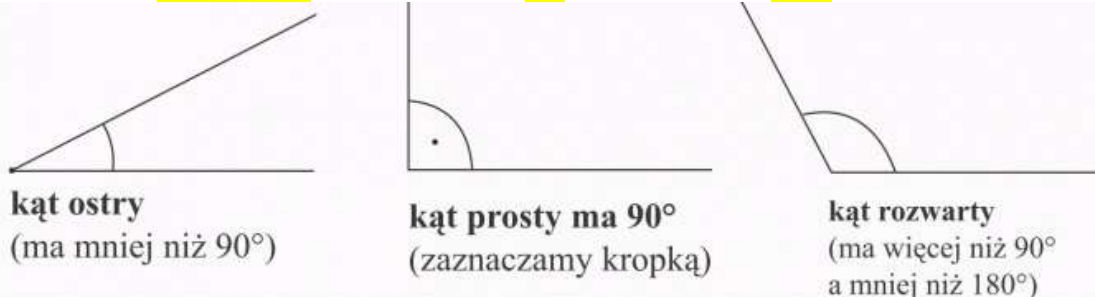 kąt ostry
(ma mniej niż 90°)
kąt prosty ma 90°
(zaznaczamy kropką)
kąt rozwarty
(ma więcej niż 90°
a mniej niż 180°)